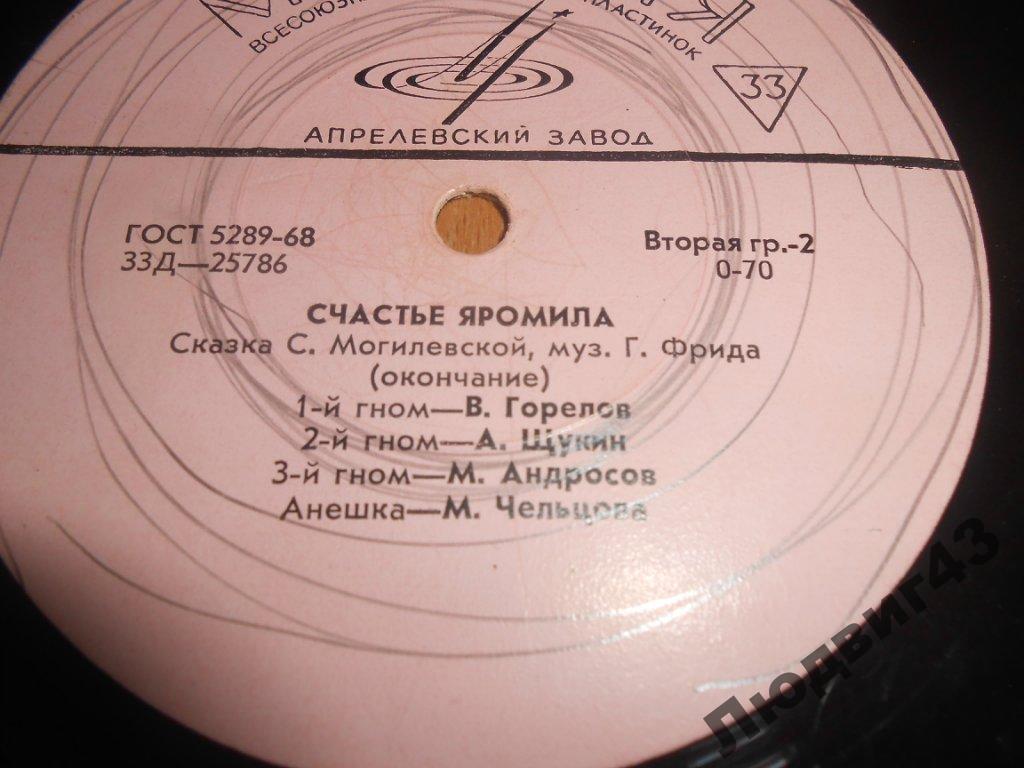 ПЛАСТИНОК
33
АПРЕЛЕВСКИЙ ЗАВОД
ГОСТ 5289-68
33Д—25786
Вторая гр.-2
0-70
СЧАСТЬЕ ЯРОМИЛА
Сказка С. Могилевской, муз. Г. Фрида
(окончание)
1-й гном—В. Горелов
2-й гном—А. Щукин
3-й гном—М. Андросов
Анешка—М. Чельцова
Людвиг43